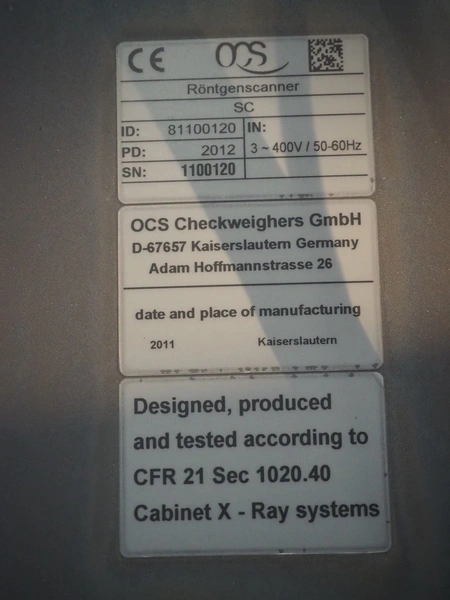 CE OCS
Röntgenscanner
SC
ID: 81100120 IN:
PD: 2012 3 ~ 400V / 50-60Hz
SN: 1100120
OCS Checkweighers GmbH
D-67657 Kaiserslautern Germany
Adam Hoffmannstrasse 26
date and place of manufacturing
2011 Kaiserslautern
Designed, produced
and tested according to
CFR 21 Sec 1020.40
Cabinet X - Ray systems